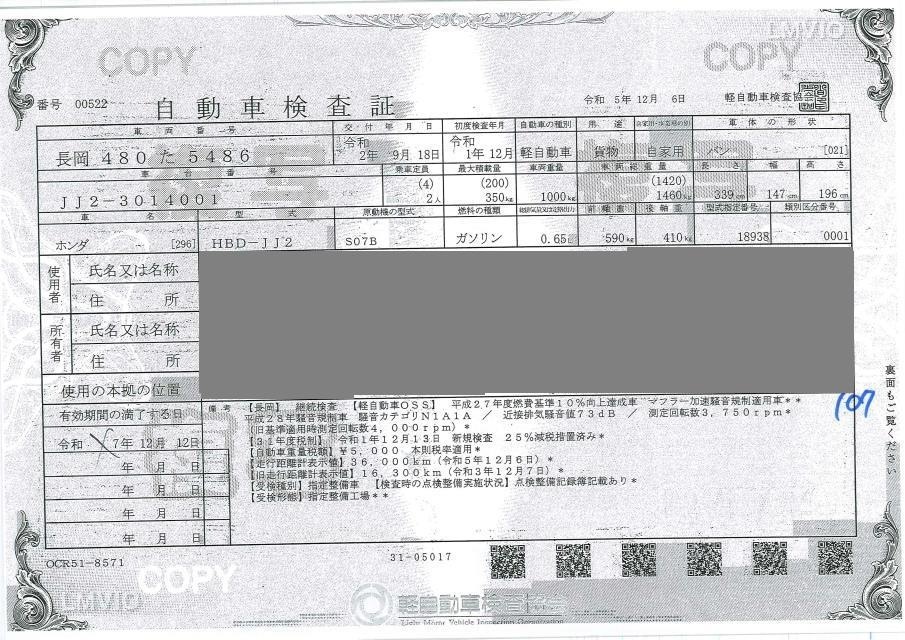 COPY
LMVIO
COPY
番号 00522
自動車検査証
令和 5年12月 6日
軽自動車検査協会
車両番号
交付年月日
初度検査年月
自動車の種別
用途
自家用・事業用の別
車体の形状
長岡 480 た 5486
令和 2年 9月18日
令和 1年12月
軽自動車
貨物
自家用
バン
[021]
車台番号
乗車定員
最大積載量
車両重量
車両総重量
長さ
幅
高さ
JJ2-3014001
(4)
2人
(200)
350kg
1000kg
(1420)
1460kg
339cm
147cm
196cm
車名
型式
原動機の型式
燃料の種類
総排気量又は定格出力
前軸重
後軸重
型式指定番号
類別区分番号
ホンダ [296]
HBD-JJ2
S07B
ガソリン
0.65
590kg
410kg
18938
0001
使用者
氏名又は名称
住所
所有者
氏名又は名称
住所
使用の本拠の位置
有効期間の満了する日
令和 7年12月12日
年 月 日
年 月 日
年 月 日
年 月 日
備考
【長岡】 継続検査 【軽自動車OSS】 平成27年度燃費基準10%向上達成車 マフラー加速騒音規制適用車**
平成28年騒音規制車 騒音カテゴリN1A1A / 近接排気騒音値73dB / 測定回転数3,750rpm*
(旧基準適用時測定回転数4,000rpm)*
【31年度税制】 令和1年12月13日 新規検査 25%減税措置済み*
【自動車重量税額】¥5,000 本則税率適用*
【走行距離計表示値】36,000km(令和5年12月6日)*
【旧走行距離計表示値】16,300km(令和3年12月7日)*
【受検種別】指定整備車 【検査時の点検整備実施状況】点検整備記録簿記載あり*
【受検形態】指定整備工場**
裏面もご覧ください
107
OCR51-8571
31-05017
COPY
LMVIO
軽自動車検査協会
Light Motor Vehicle Inspection Organization